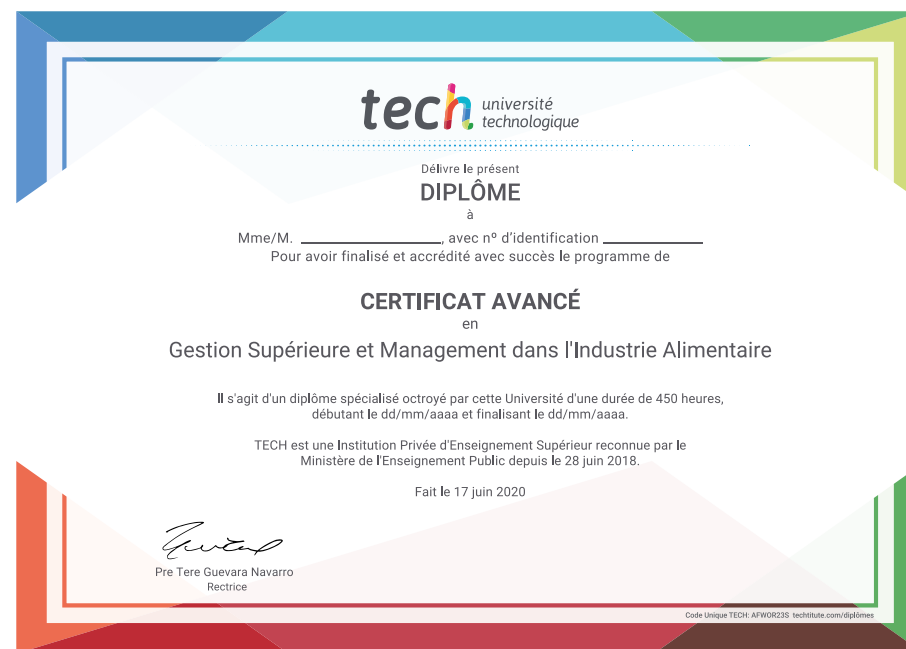 tech université
technologique
Délivre le présent
DIPLÔME
à
Mme/M. ____________________, avec nº d'identification ______________
Pour avoir finalisé et accrédité avec succès le programme de
CERTIFICAT AVANCÉ
en
Gestion Supérieure et Management dans l'Industrie Alimentaire
Il s'agit d'un diplôme spécialisé octroyé par cette Université d'une durée de 450 heures,
débutant le dd/mm/aaaa et finalisant le dd/mm/aaaa.
TECH est une Institution Privée d'Enseignement Supérieur reconnue par le
Ministère de l'Enseignement Public depuis le 28 juin 2018.
Fait le 17 juin 2020
Pre Tere Guevara Navarro
Rectrice
Code Unique TECH: AFWOR23S techtitute.com/diplômes